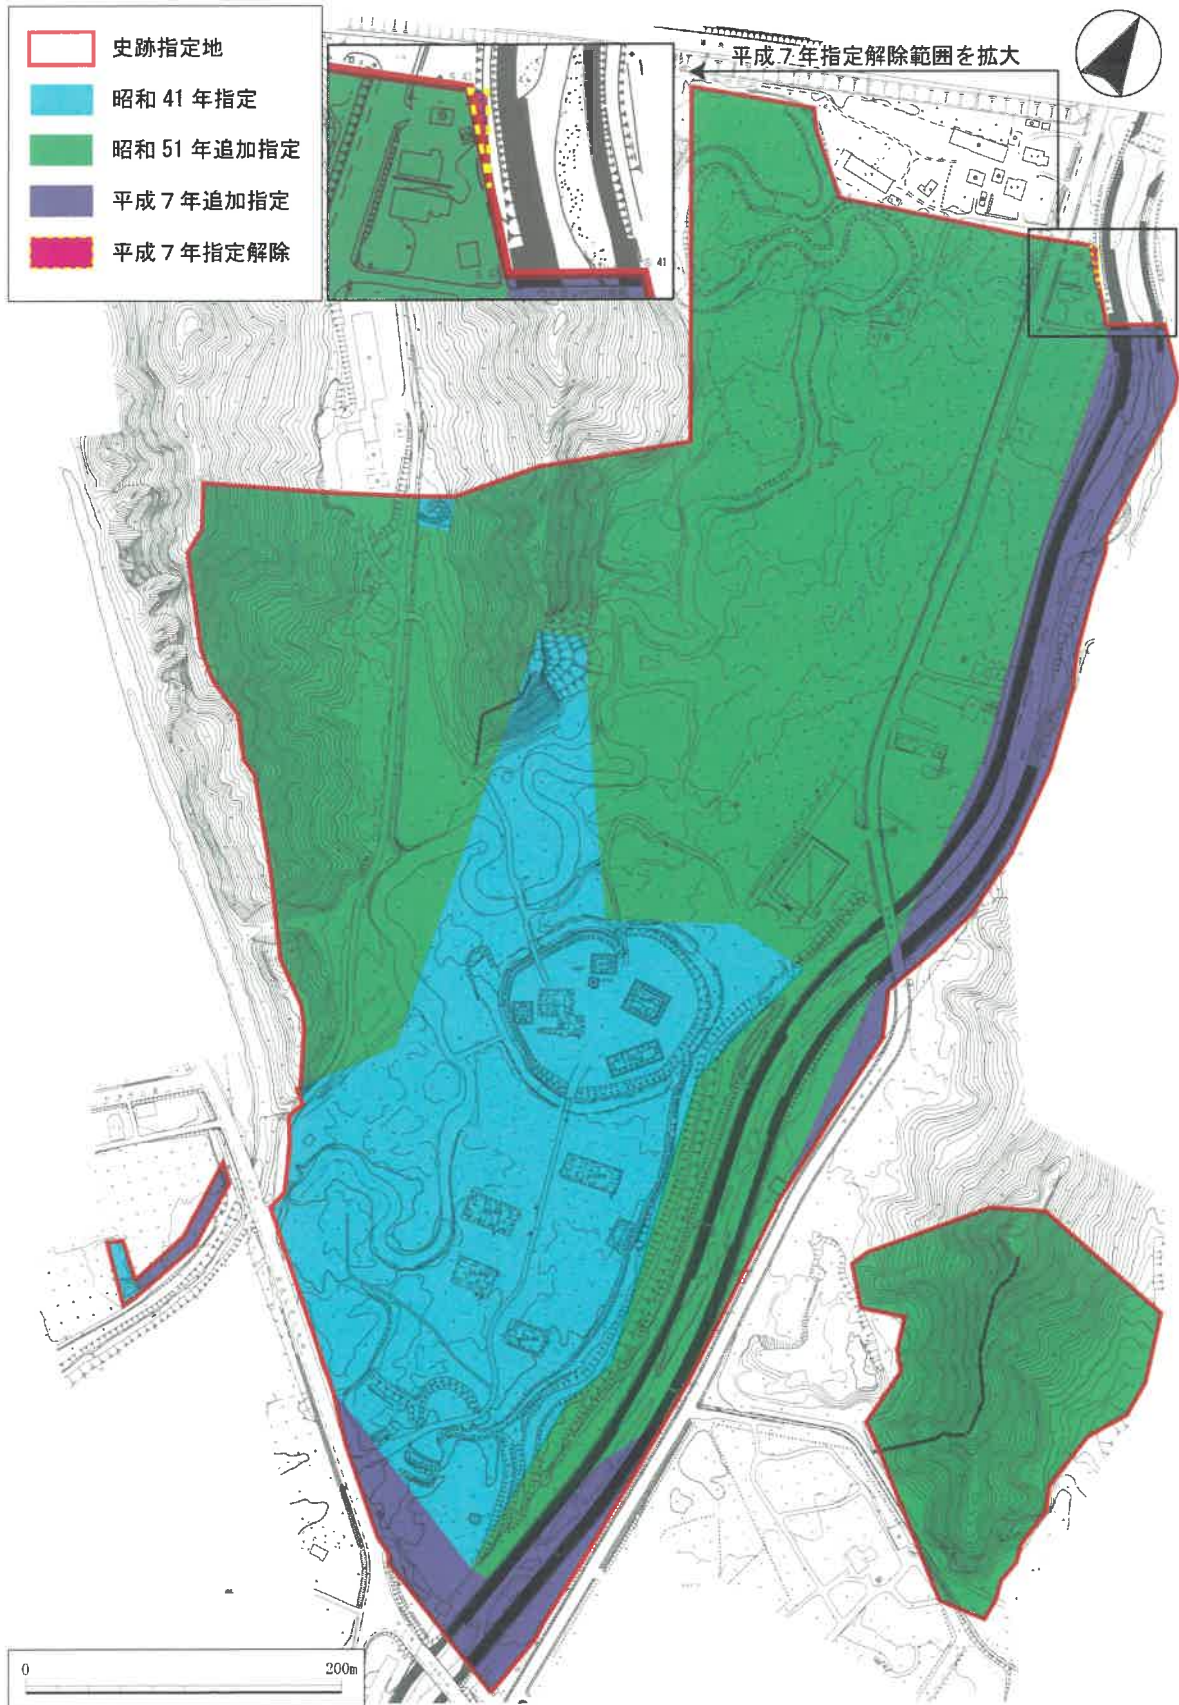 史跡指定地
昭和 41 年指定
昭和 51 年追加指定
平成 7 年追加指定
平成 7 年指定解除
平成 7 年指定解除範囲を拡大
41
41
0
200m